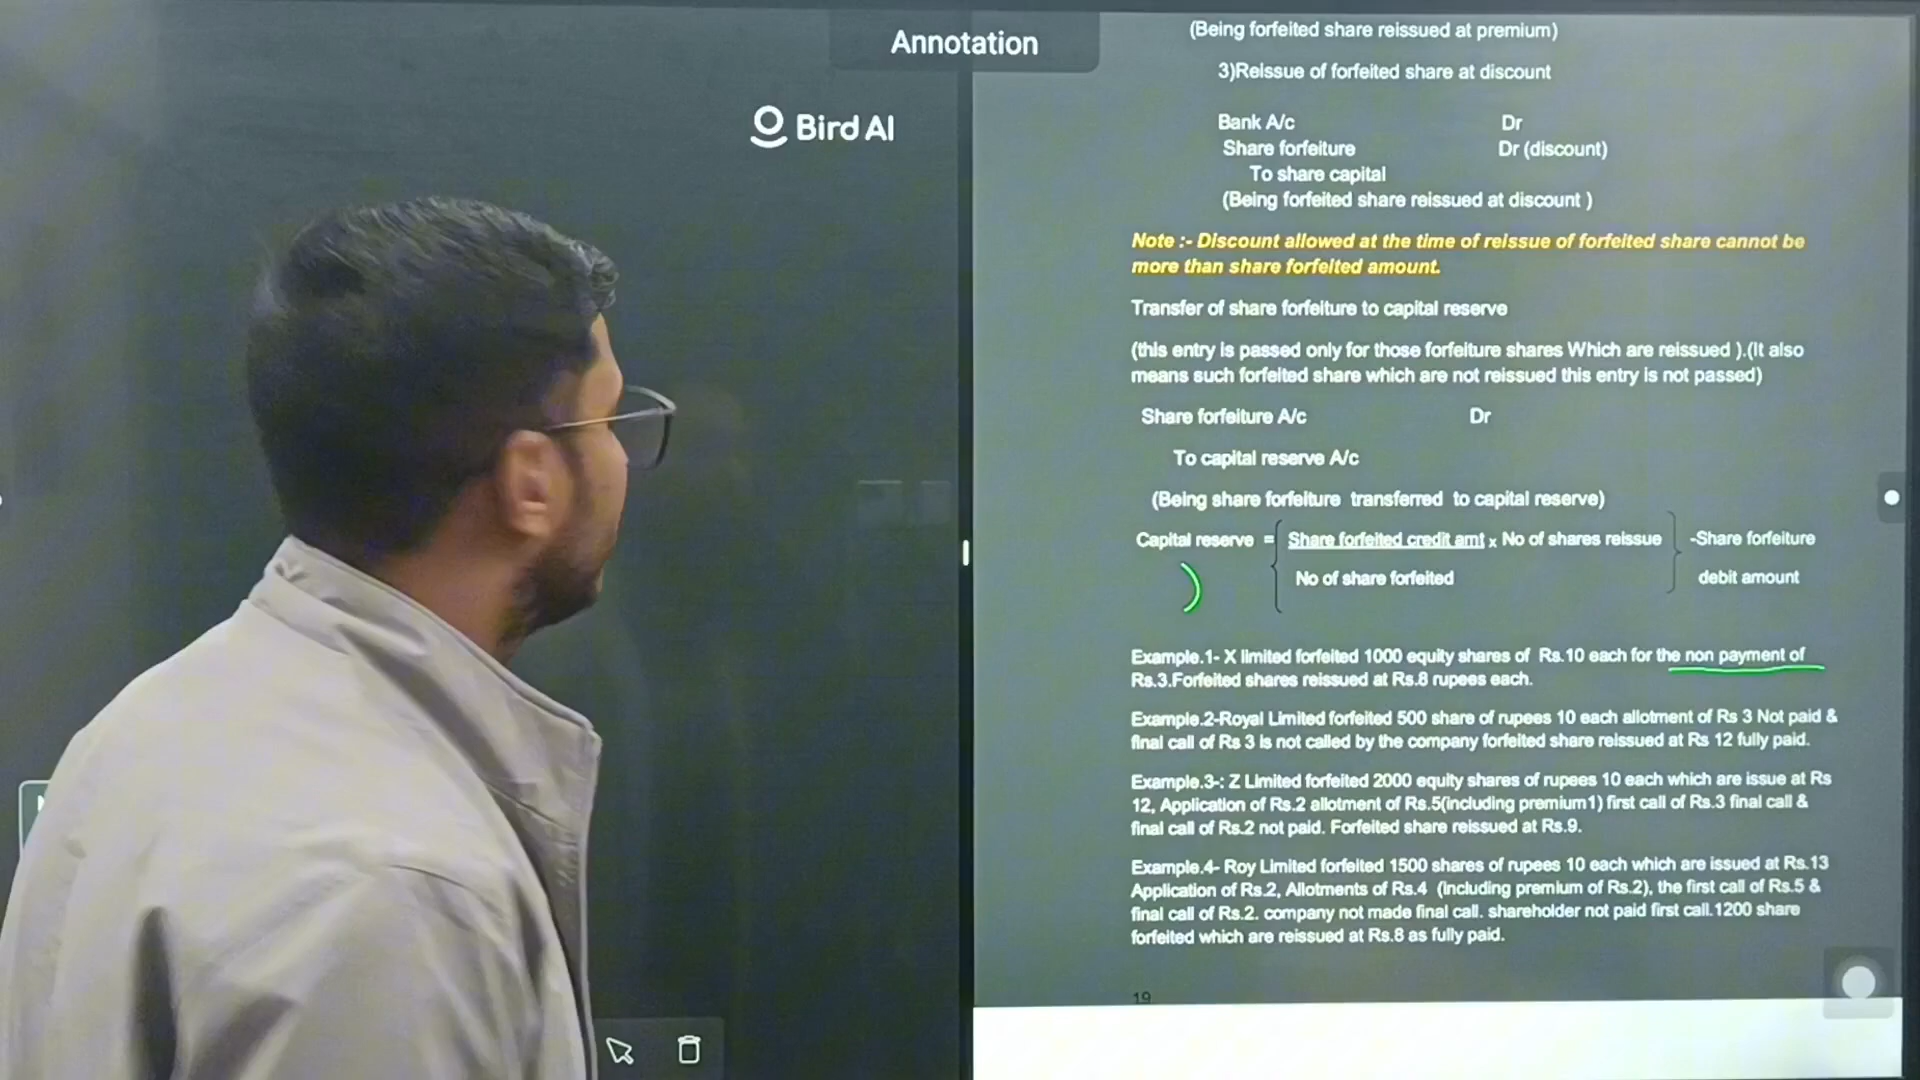 Annotation
Bird AI
(Being forfeited share reissued at premium)
3)Reissue of forfeited share at discount
Bank A/c Dr
Share forfeiture Dr (discount)
To share capital
(Being forfeited share reissued at discount )
Note :- Discount allowed at the time of reissue of forfeited share cannot be
more than share forfeited amount.
Transfer of share forfeiture to capital reserve
(this entry is passed only for those forfeiture shares Which are reissued ).(It also
means such forfeited share which are not reissued this entry is not passed)
Share forfeiture A/c Dr
To capital reserve A/c
(Being share forfeiture transferred to capital reserve)
Capital reserve = Share forfeited credit amt x No of shares reissue -Share forfeiture
No of share forfeited debit amount
Example.1- X limited forfeited 1000 equity shares of Rs.10 each for the non payment of
Rs.3.Forfeited shares reissued at Rs.8 rupees each.
Example.2-Royal Limited forfeited 500 share of rupees 10 each allotment of Rs 3 Not paid &
final call of Rs 3 is not called by the company forfeited share reissued at Rs 12 fully paid.
Example.3-: Z Limited forfeited 2000 equity shares of rupees 10 each which are issue at Rs
12, Application of Rs.2 allotment of Rs.5(including premium1) first call of Rs.3 final call &
final call of Rs.2 not paid. Forfeited share reissued at Rs.9.
Example.4- Roy Limited forfeited 1500 shares of rupees 10 each which are issued at Rs.13
Application of Rs.2, Allotments of Rs.4 (including premium of Rs.2), the first call of Rs.5 &
final call of Rs.2. company not made final call. shareholder not paid first call.1200 share
forfeited which are reissued at Rs.8 as fully paid.
19